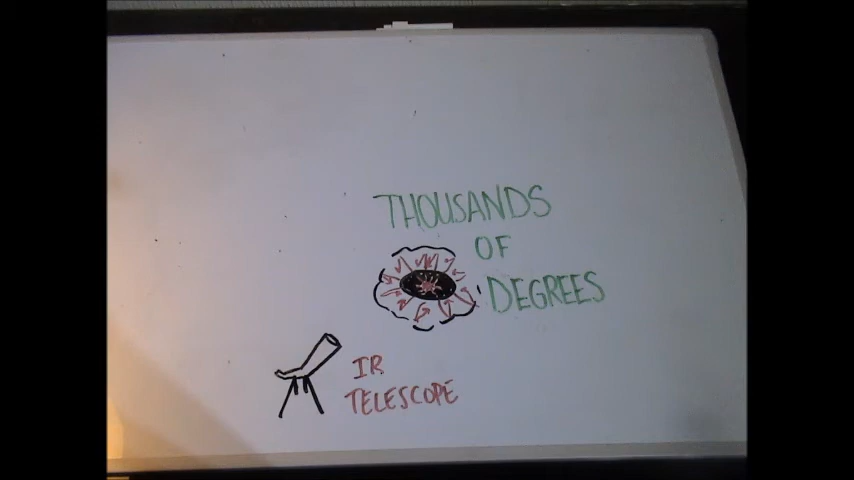 THOUSANDS
OF
DEGREES
IR
TELESCOPE